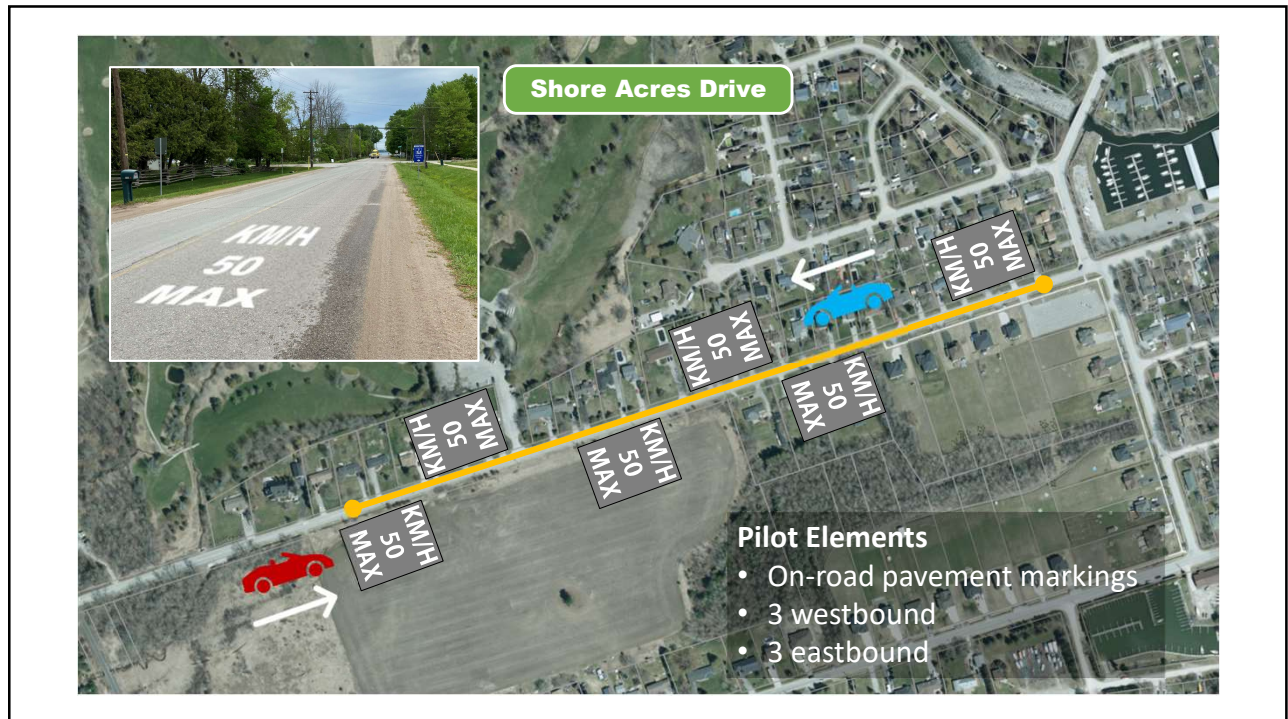 Shore Acres Drive
KM/H
50
MAX
MAX
50
KM/H
MAX
50
KM/H
MAX
50
KM/H
MAX
50
KM/H
MAX
50
KM/H
MAX
50
KM/H
Pilot Elements
• On-road pavement markings
• 3 westbound
• 3 eastbound